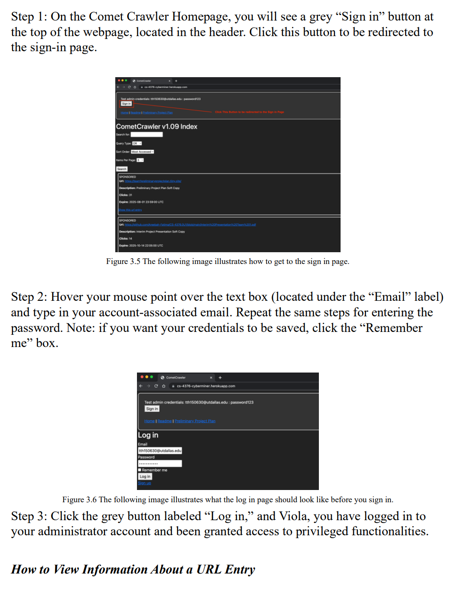 Step 1: On the Comet Crawler Homepage, you will see a grey “Sign in” button at
the top of the webpage, located in the header. Click this button to be redirected to
the sign-in page.
Sign in
CometCrawler v1.09 Index
Figure 3.5 The following image illustrates how to get to the sign in page.
Step 2: Hover your mouse point over the text box (located under the “Email” label)
and type in your account-associated email. Repeat the same steps for entering the
password. Note: if you want your credentials to be saved, click the “Remember
me” box.
CometCrawler
Sign in
Log in
Email
Password
Remember me
Log in
Figure 3.6 The following image illustrates what the log in page should look like before you sign in.
Step 3: Click the grey button labeled “Log in,” and Viola, you have logged in to
your administrator account and been granted access to privileged functionalities.
How to View Information About a URL Entry